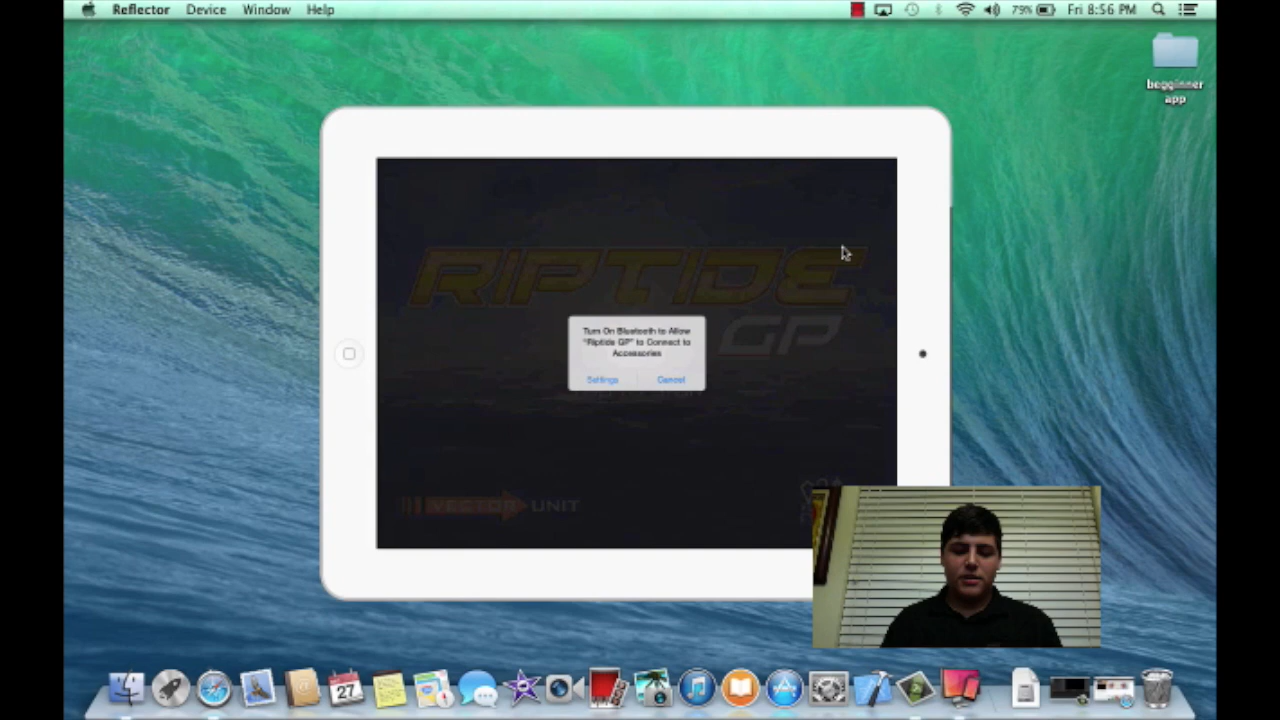 Reflector Device Window Help
79% Fri 8:56 PM
begginner
app
RIPTIDE
GP
Turn On Bluetooth to Allow
"Riptide GP" to Connect to
Accessories
Settings Cancel
VECTOR UNIT
27